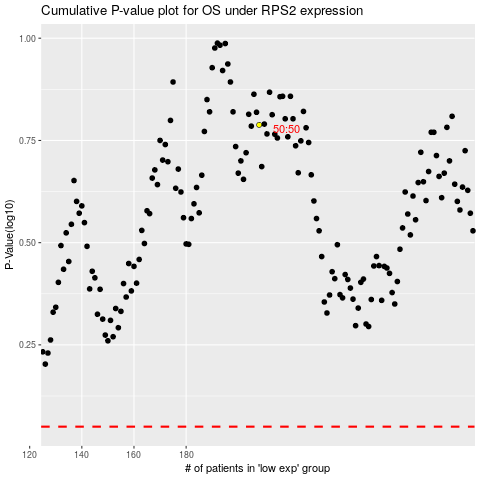 Cumulative P-value plot for OS under RPS2 expression
P-Value(log10)
1.00
0.75
0.50
0.25
50:50
120 140 160 180
# of patients in 'low exp' group